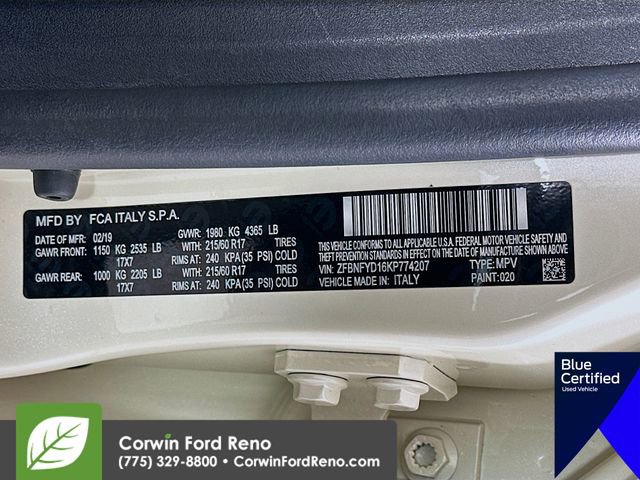 MFD BY FCA ITALY S.P.A.
DATE OF MFR: 02/19 GVWR: 1980 KG 4365 LB
GAWR FRONT: 1150 KG 2535 LB WITH: 215/60 R17 TIRES
17X7 RIMS AT: 240 KPA(35 PSI) COLD
GAWR REAR: 1000 KG 2205 LB WITH: 215/60 R17 TIRES
17X7 RIMS AT: 240 KPA(35 PSI) COLD
THIS VEHICLE CONFORMS TO ALL APPLICABLE U.S.A. FEDERAL MOTOR VEHICLE SAFETY,
BUMPER AND THEFT PREVENTION STANDARDS IN EFFECT ON THE DATE OF MANUFACTURE SHOWN ABOVE.
VIN: ZFBNFYD16KP774207 TYPE: MPV
VEHICLE MADE IN: ITALY PAINT: 020
Blue
Certified
Used Vehicle
Corwin Ford Reno
(775) 329-8800 • CorwinFordReno.com